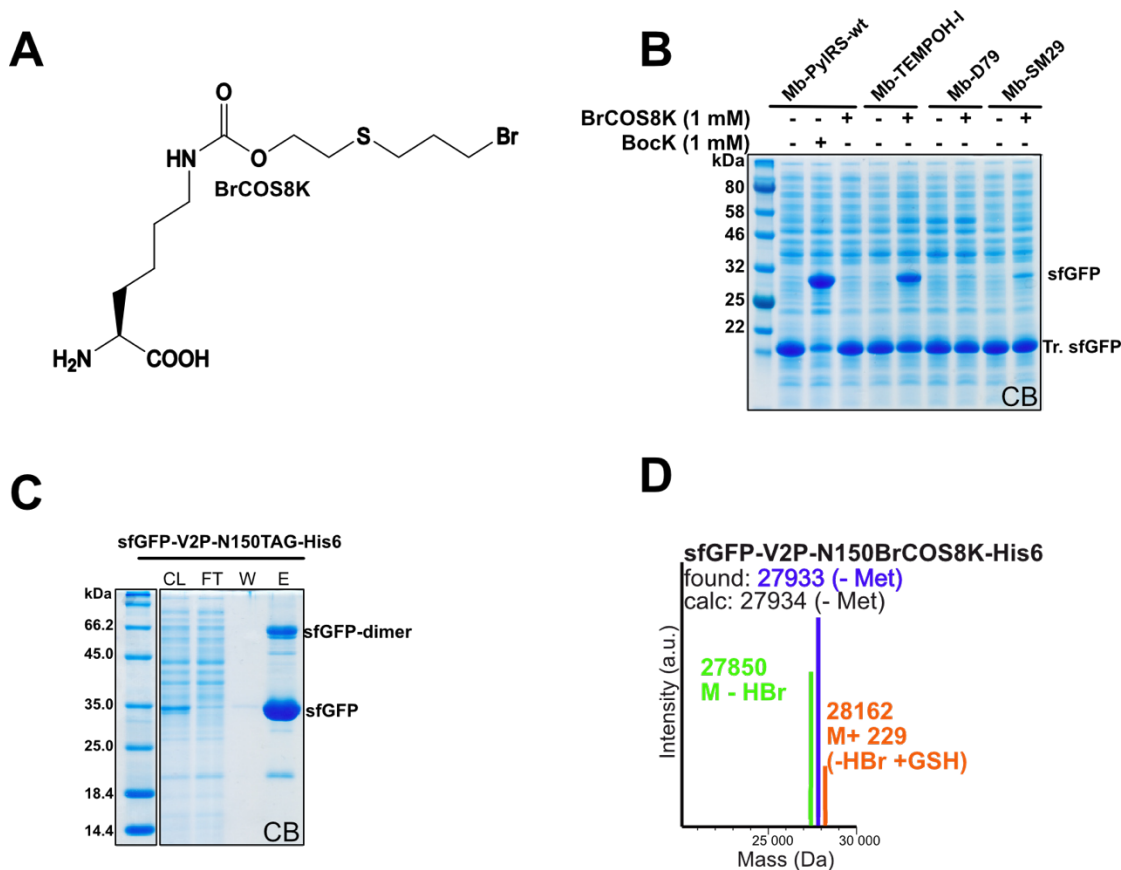 A
O
NH
O
S
Br
BrCOS8K
H₂N
COOH
B
Mb-PylRS-wt
Mb-TEMPOH-I
Mb-D79
Mb-SM29
BrCOS8K (1 mM) - - + - + - + - +
BocK (1 mM) - + - - - - - - -
kDa
80
58
46
32
25
22
sfGFP
Tr. sfGFP
CB
C
sfGFP-V2P-N150TAG-His6
CL FT W E
kDa
66.2
45.0
35.0
25.0
18.4
14.4
sfGFP-dimer
sfGFP
CB
D
sfGFP-V2P-N150BrCOS8K-His6
found: 27933 (- Met)
calc: 27934 (- Met)
27850
M - HBr
28162
M+ 229
(-HBr +GSH)
Intensity (a.u.)
25 000 30 000
Mass (Da)